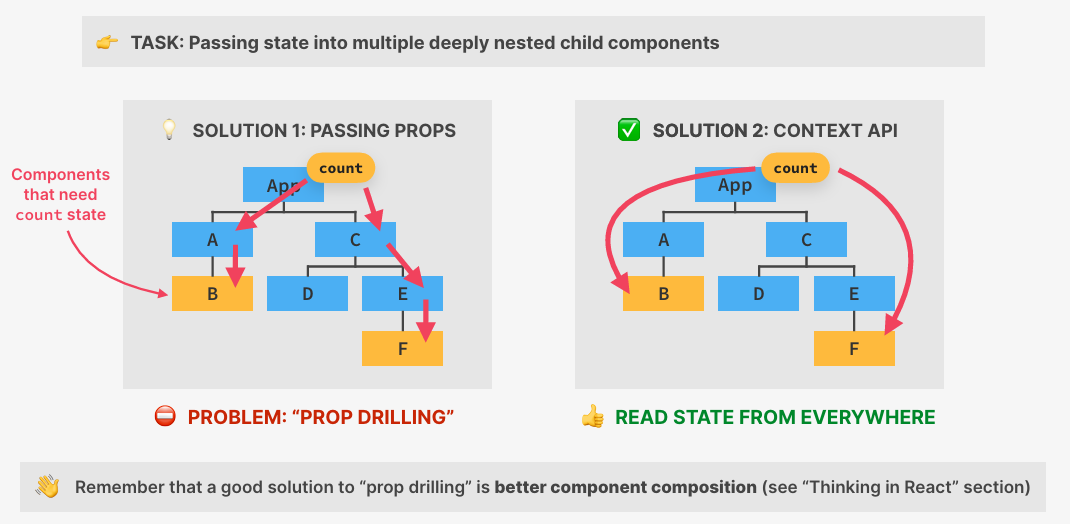 👉 TASK: Passing state into multiple deeply nested child components
💡 SOLUTION 1: PASSING PROPS
Components
that need
count state
count
App
A
C
B
D
E
F
⛔ PROBLEM: “PROP DRILLING”
✅ SOLUTION 2: CONTEXT API
count
App
A
C
B
D
E
F
👍 READ STATE FROM EVERYWHERE
👋 Remember that a good solution to “prop drilling” is better component composition (see “Thinking in React” section)